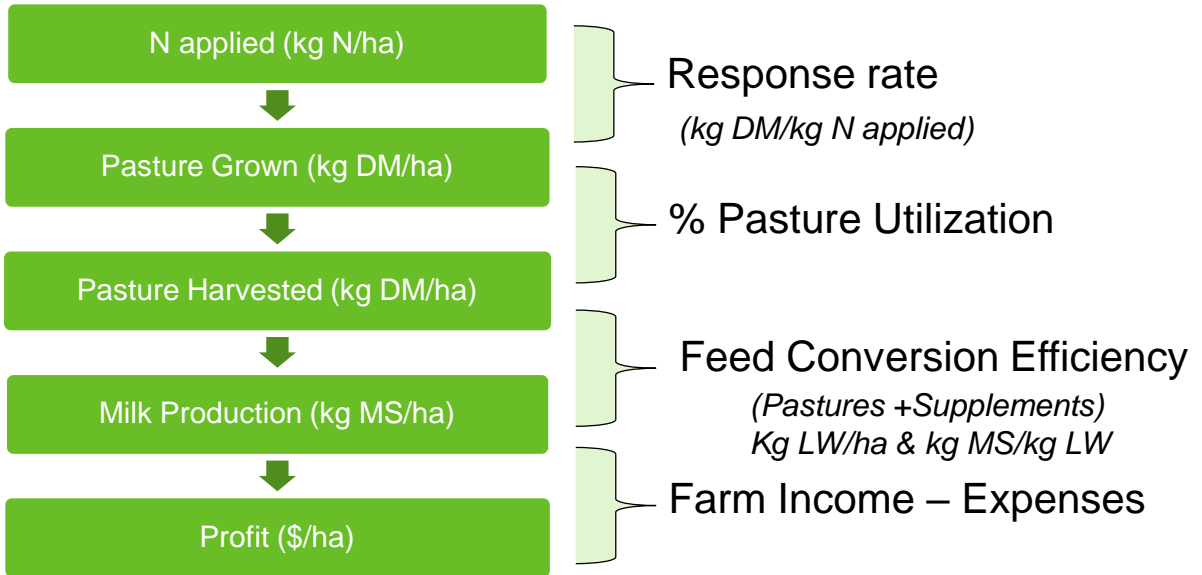 N applied (kg N/ha)
Response rate
(kg DM/kg N applied)
Pasture Grown (kg DM/ha)
% Pasture Utilization
Pasture Harvested (kg DM/ha)
Feed Conversion Efficiency
(Pastures +Supplements)
Kg LW/ha & kg MS/kg LW
Milk Production (kg MS/ha)
Farm Income – Expenses
Profit ($/ha)